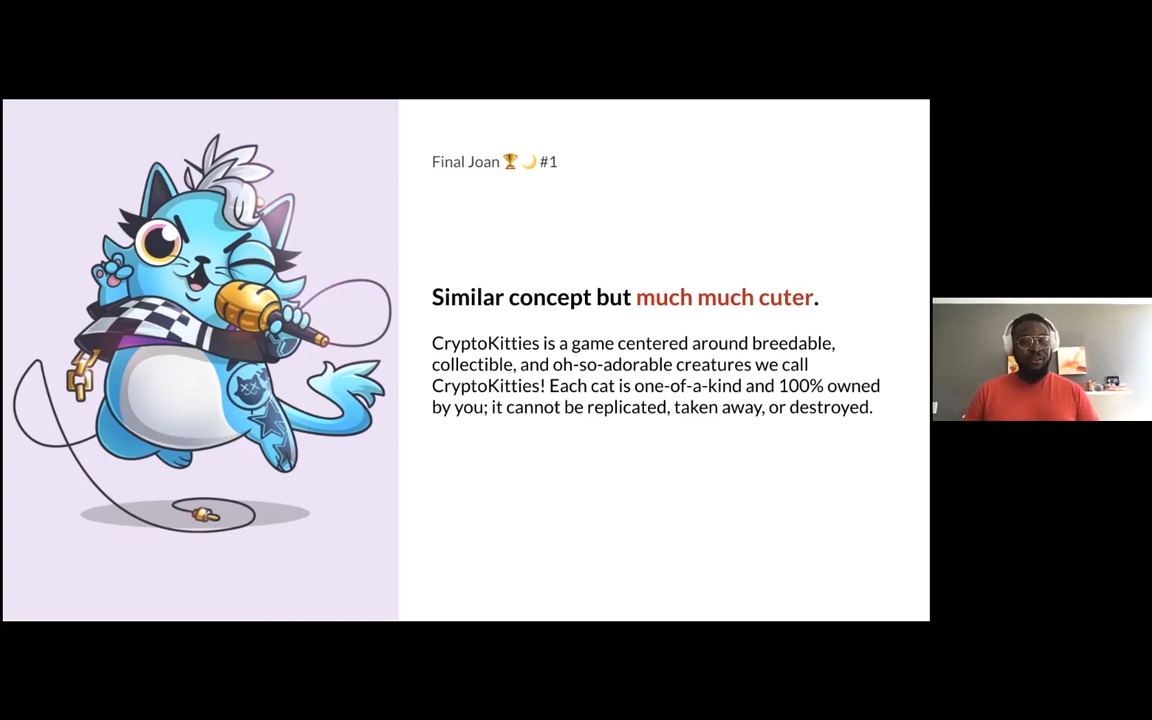 Final Joan 🏆🌙#1
Similar concept but much much cuter.
CryptoKitties is a game centered around breedable,
collectible, and oh-so-adorable creatures we call
CryptoKitties! Each cat is one-of-a-kind and 100% owned
by you; it cannot be replicated, taken away, or destroyed.